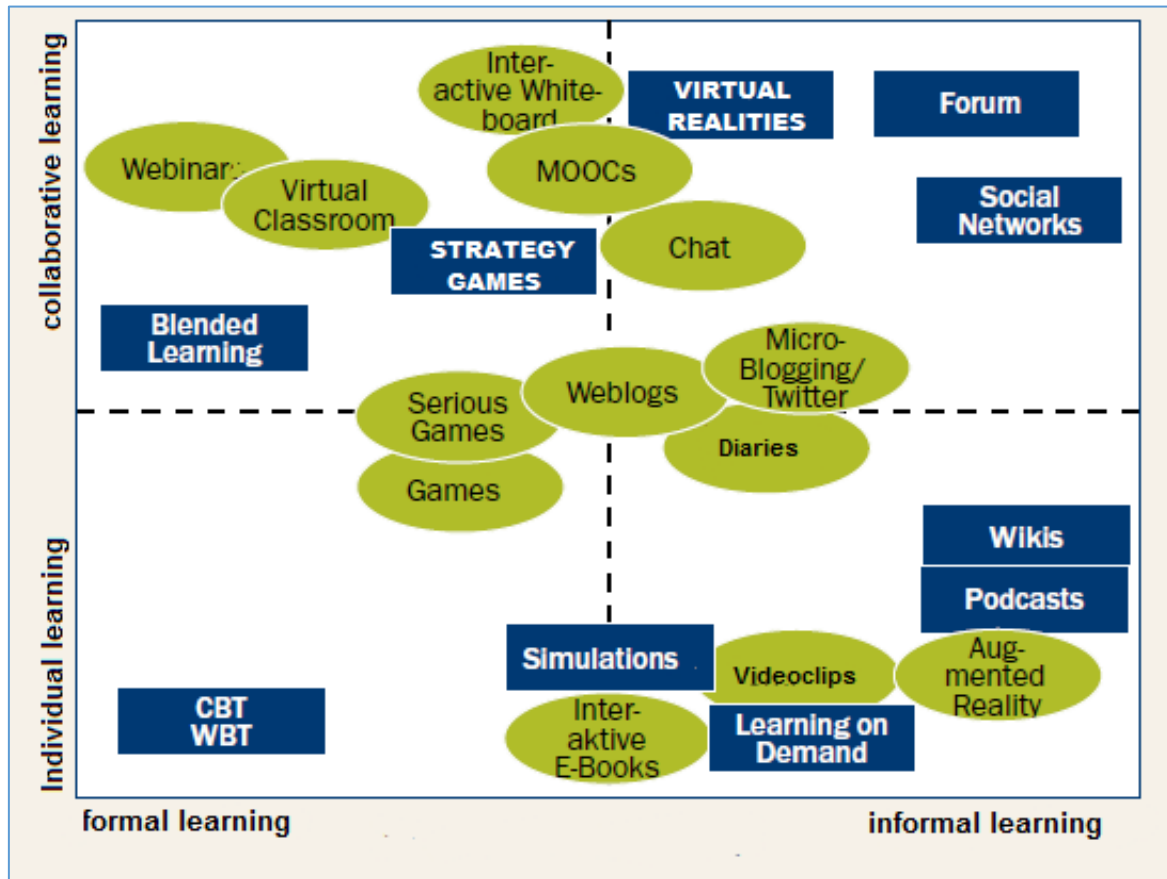 collaborative learning
Inter-
active White-
board
VIRTUAL
REALITIES
Forum
Webinars
MOOCs
Virtual
Classroom
Social
Networks
STRATEGY
GAMES
Chat
Blended
Learning
Micro-
Blogging/
Twitter
Weblogs
Serious
Games
Diaries
Games
Individual learning
Wikis
Podcasts
Simulations
Videoclips
Aug-
mented
Reality
CBT
WBT
Inter-
aktive
E-Books
Learning on
Demand
formal learning
informal learning